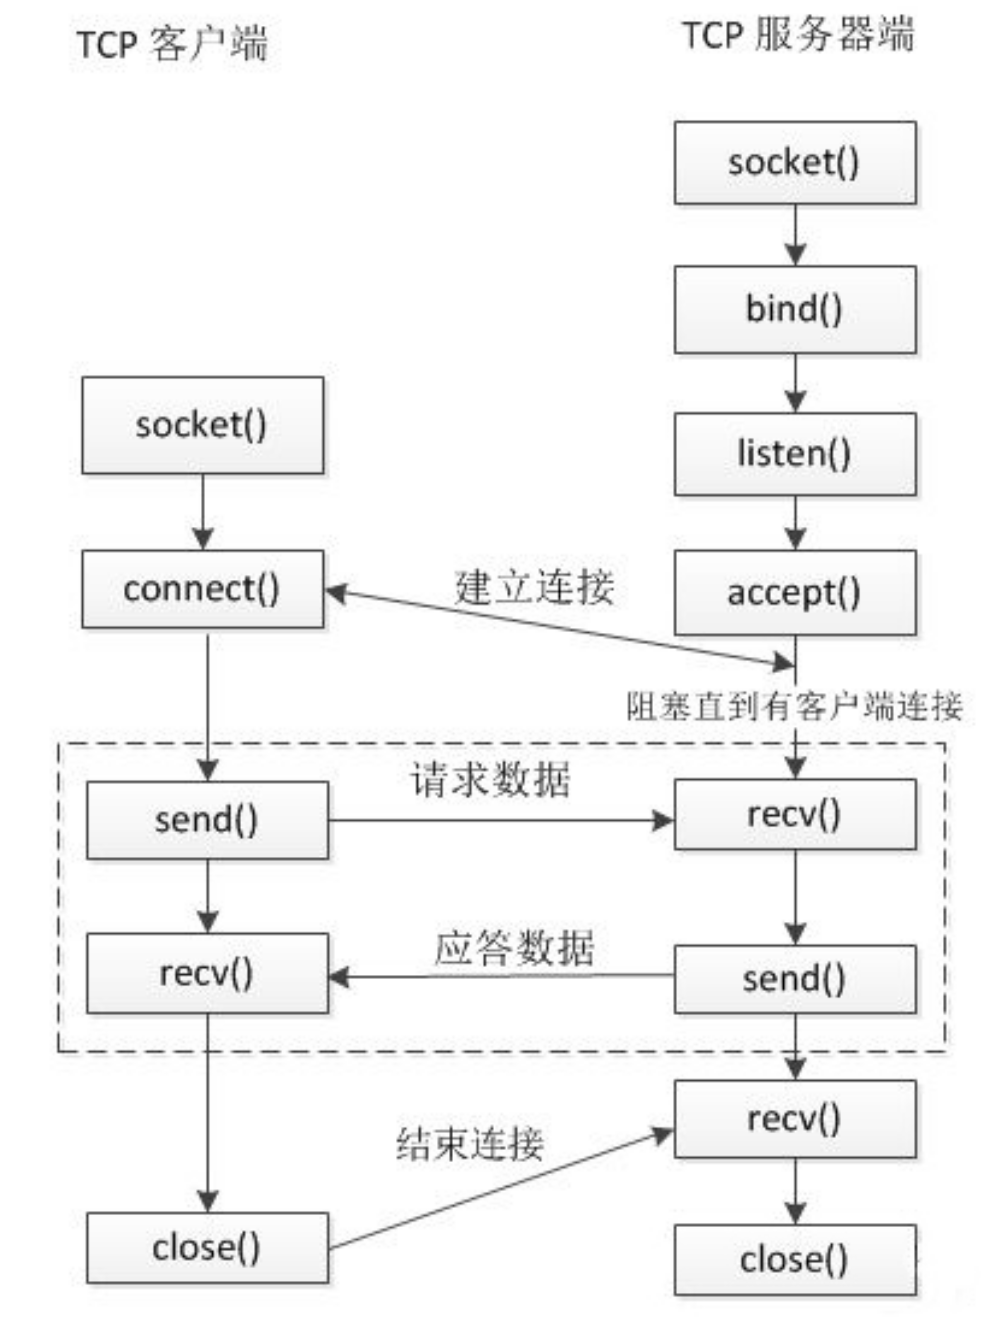 TCP 客户端
TCP 服务器端
socket()
bind()
socket()
listen()
connect()
建立连接
accept()
阻塞直到有客户端连接
send()
请求数据
recv()
recv()
应答数据
send()
结束连接
recv()
close()
close()